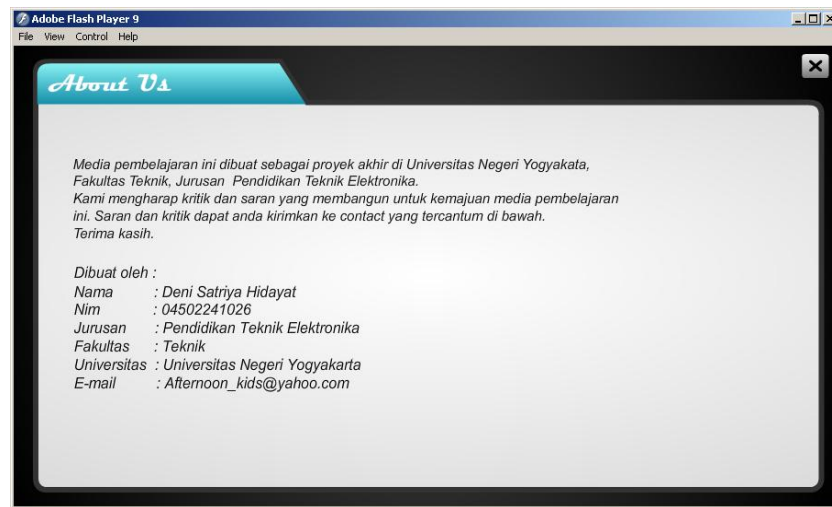 Adobe Flash Player 9
File View Control Help
About Us
Media pembelajaran ini dibuat sebagai proyek akhir di Universitas Negeri Yogyakata,
Fakultas Teknik, Jurusan Pendidikan Teknik Elektronika.
Kami mengharap kritik dan saran yang membangun untuk kemajuan media pembelajaran
ini. Saran dan kritik dapat anda kirimkan ke contact yang tercantum di bawah.
Terima kasih.
Dibuat oleh :
Nama : Deni Satriya Hidayat
Nim : 04502241026
Jurusan : Pendidikan Teknik Elektronika
Fakultas : Teknik
Universitas : Universitas Negeri Yogyakarta
E-mail : Afternoon_kids@yahoo.com